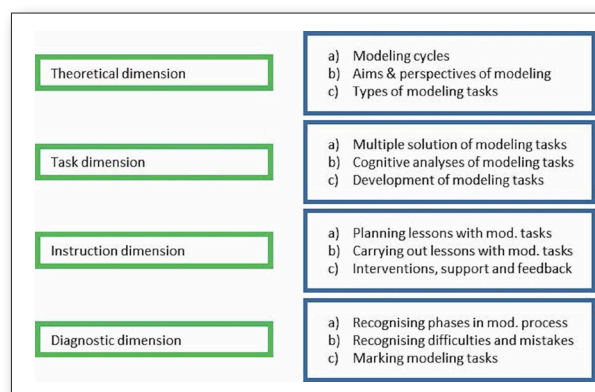 Theoretical dimension
a) Modeling cycles
b) Aims & perspectives of modeling
c) Types of modeling tasks
Task dimension
a) Multiple solution of modeling tasks
b) Cognitive analyses of modeling tasks
c) Development of modeling tasks
Instruction dimension
a) Planning lessons with mod. tasks
b) Carrying out lessons with mod. tasks
c) Interventions, support and feedback
Diagnostic dimension
a) Recognising phases in mod. process
b) Recognising difficulties and mistakes
c) Marking modeling tasks